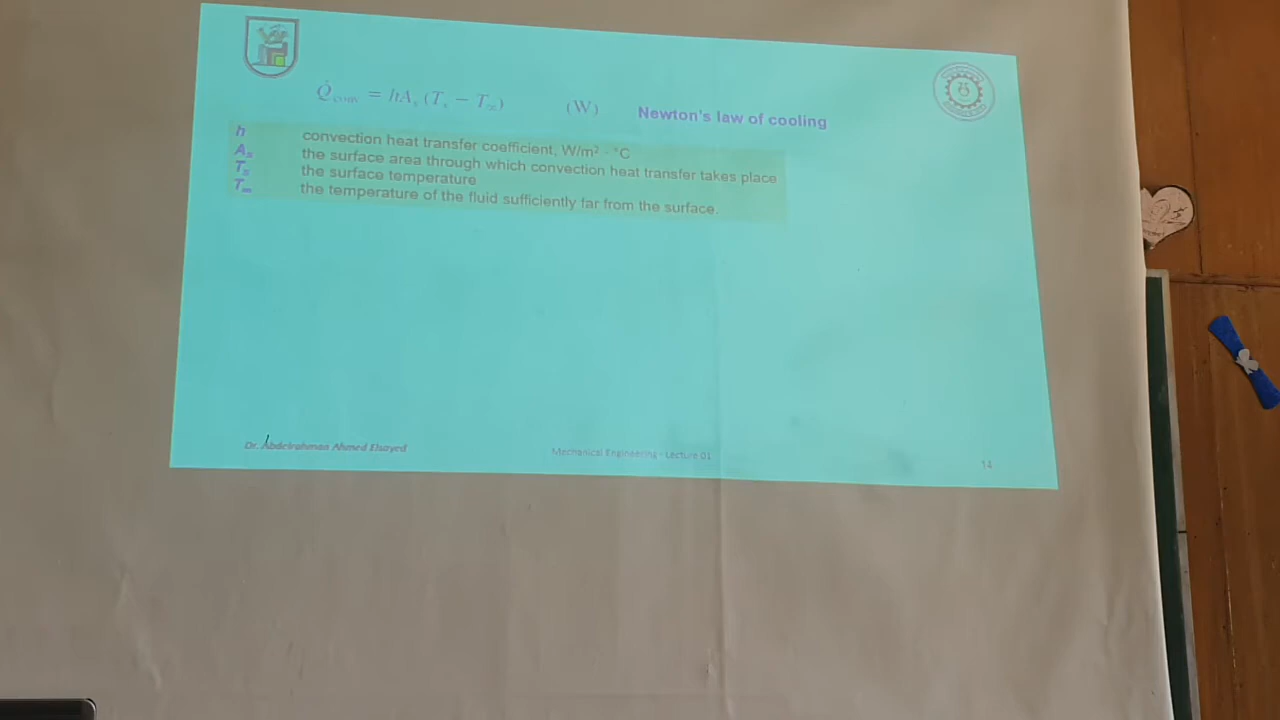 Q̇conv = hAs (Ts − T∞) (W) Newton's law of cooling
h convection heat transfer coefficient, W/m² · °C
As the surface area through which convection heat transfer takes place
Ts the surface temperature
T∞ the temperature of the fluid sufficiently far from the surface.
Dr. Abdelrahman Ahmed Elsayed Mechanical Engineering - Lecture 01 14